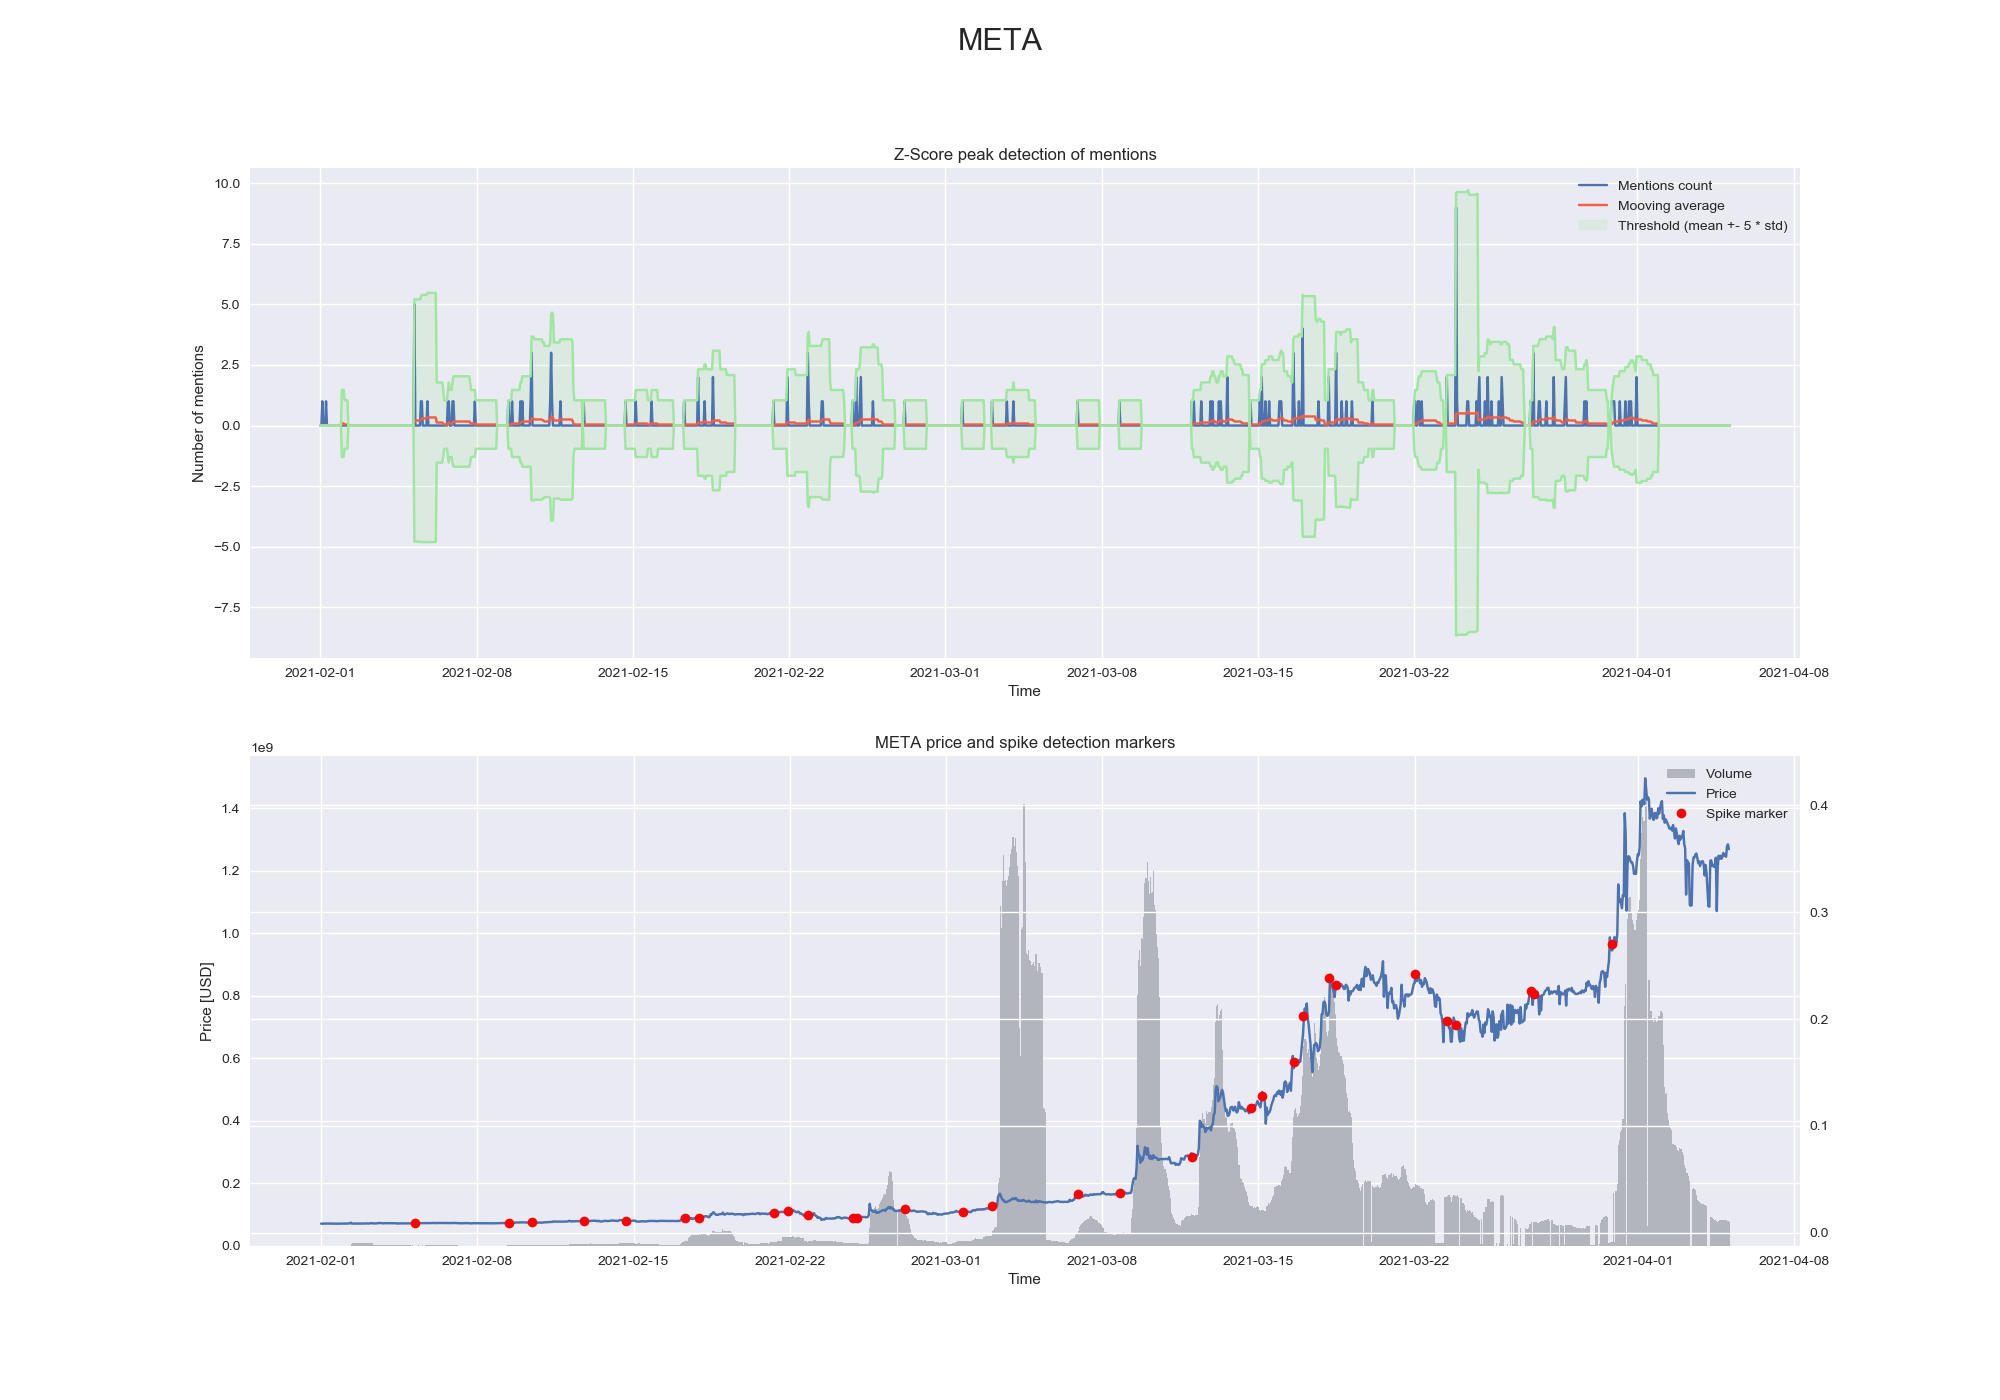 META
Z-Score peak detection of mentions
10.0
7.5
5.0
2.5
0.0
−2.5
−5.0
−7.5
Number of mentions
Mentions count
Mooving average
Threshold (mean +- 5 * std)
2021-02-01 2021-02-08 2021-02-15 2021-02-22 2021-03-01 2021-03-08 2021-03-15 2021-03-22 2021-04-01 2021-04-08
Time
META price and spike detection markers
1e9
1.4
1.2
1.0
0.8
0.6
0.4
0.2
0.0
Price [USD]
Volume
Price
Spike marker
0.4
0.3
0.2
0.1
0.0
2021-02-01 2021-02-08 2021-02-15 2021-02-22 2021-03-01 2021-03-08 2021-03-15 2021-03-22 2021-04-01 2021-04-08
Time